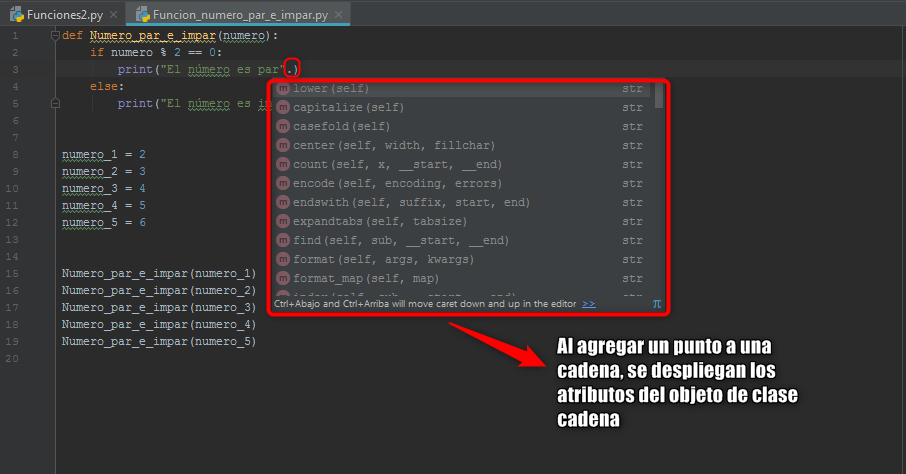 Funciones2.py × Funcion_numero_par_e_impar.py ×
1 def Numero_par_e_impar(numero):
2 if numero % 2 == 0:
3 print("El número es par".)
4 else:
5 print("El número es im
6
7
8 numero_1 = 2
9 numero_2 = 3
10 numero_3 = 4
11 numero_4 = 5
12 numero_5 = 6
13
14
15 Numero_par_e_impar(numero_1)
16 Numero_par_e_impar(numero_2)
17 Numero_par_e_impar(numero_3)
18 Numero_par_e_impar(numero_4)
19 Numero_par_e_impar(numero_5)
20
m lower(self) str
m capitalize(self) str
m casefold(self) str
m center(self, width, fillchar) str
m count(self, x, __start, __end) str
m encode(self, encoding, errors) str
m endswith(self, suffix, start, end) str
m expandtabs(self, tabsize) str
m find(self, sub, __start, __end) str
m format(self, args, kwargs) str
m format_map(self, map) str
m index(self, sub, __start, __end) str
Ctrl+Abajo and Ctrl+Arriba will move caret down and up in the editor >> π
Al agregar un punto a una
cadena, se despliegan los
atributos del objeto de clase
cadena